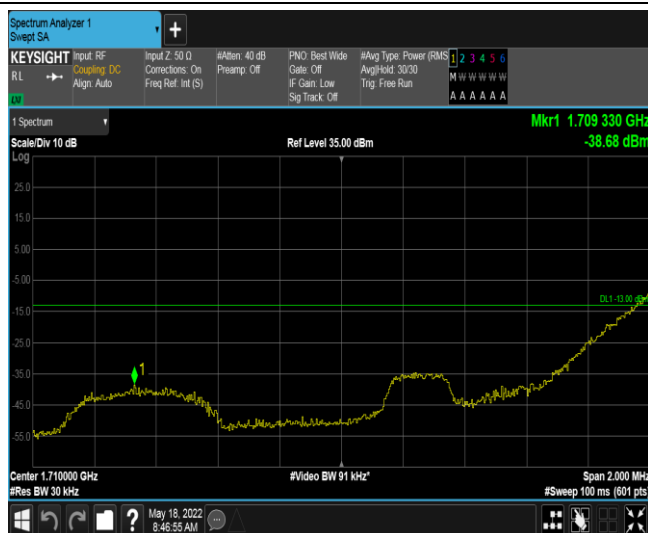 Spectrum Analyzer 1
Swept SA
+
KEYSIGHT
RL
LXI
Input: RF
Coupling: DC
Align: Auto
Input Z: 50 Ω
Corrections: On
Freq Ref: Int (S)
#Atten: 40 dB
Preamp: Off
PNO: Best Wide
Gate: Off
IF Gain: Low
Sig Track: Off
#Avg Type: Power (RMS
Avg|Hold: 30/30
Trig: Free Run
1 2 3 4 5 6
M W W W W W
A A A A A A
1 Spectrum
Scale/Div 10 dB
Ref Level 35.00 dBm
Mkr1 1.709 330 GHz
-38.68 dBm
Log
25.0
15.0
5.00
-5.00
-15.0
-25.0
-35.0
-45.0
-55.0
1
DL1 -13.00 dBm
Center 1.710000 GHz
#Video BW 91 kHz*
Span 2.000 MHz
#Res BW 30 kHz
#Sweep 100 ms (601 pts)
?
May 18, 2022
8:46:55 AM